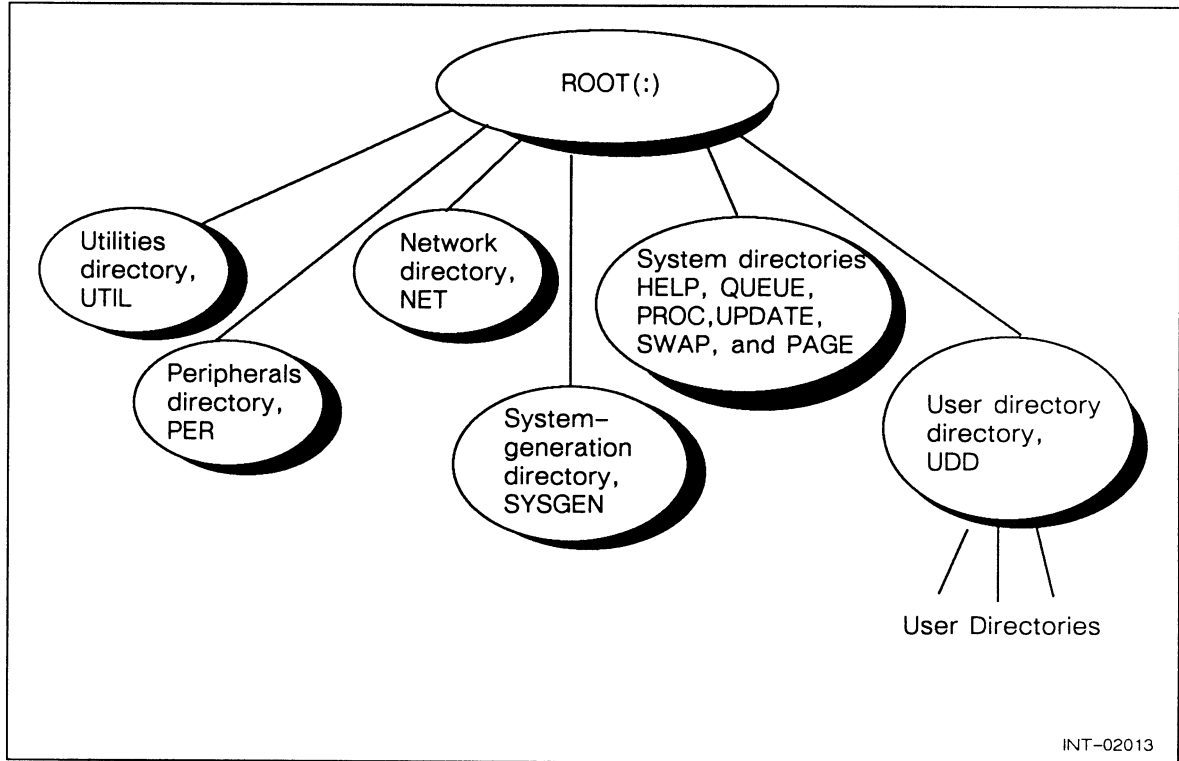 ROOT(:)
Utilities
directory,
UTIL
Peripherals
directory,
PER
Network
directory,
NET
System-
generation
directory,
SYSGEN
System directories
HELP, QUEUE,
PROC,UPDATE,
SWAP, and PAGE
User directory
directory,
UDD
User Directories
INT-02013